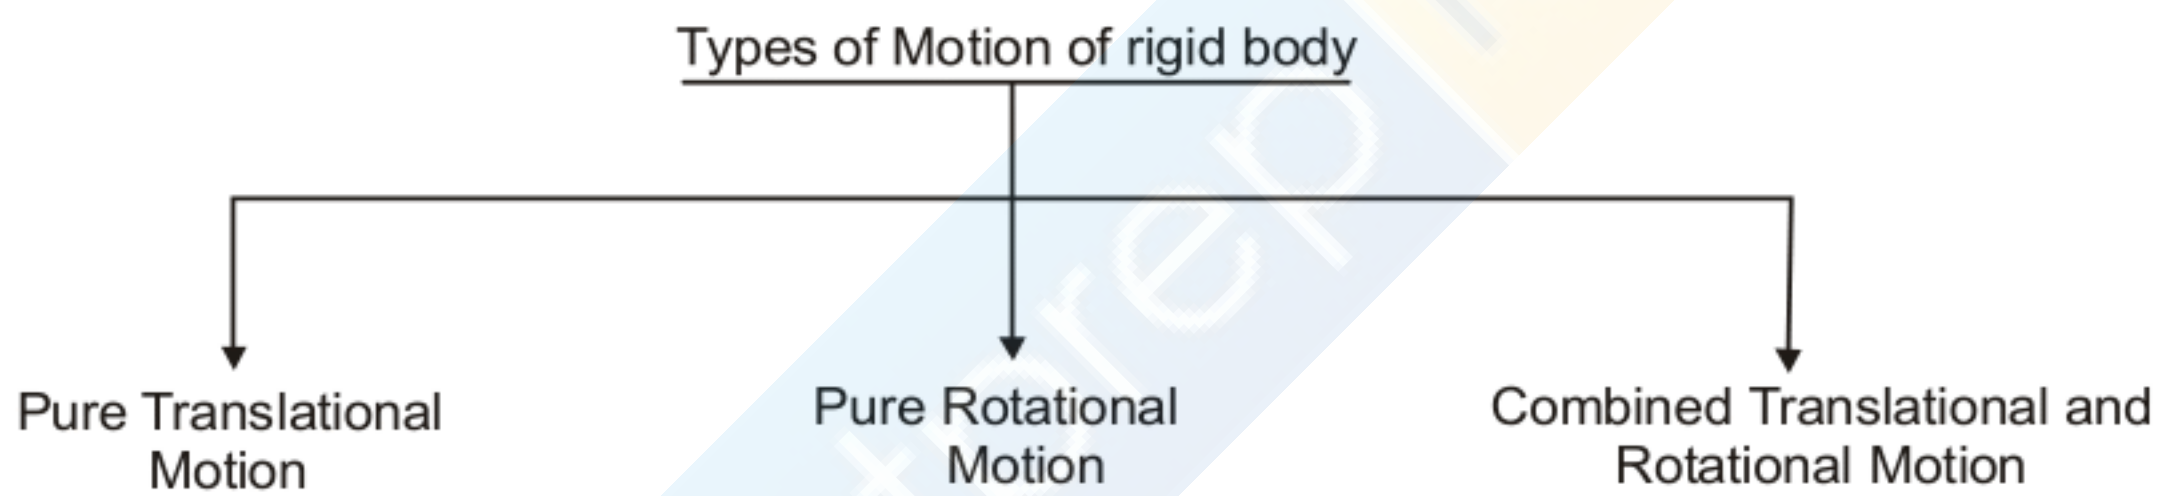 Types of Motion of rigid body
Pure Translational
Motion
Pure Rotational
Motion
Combined Translational and
Rotational Motion